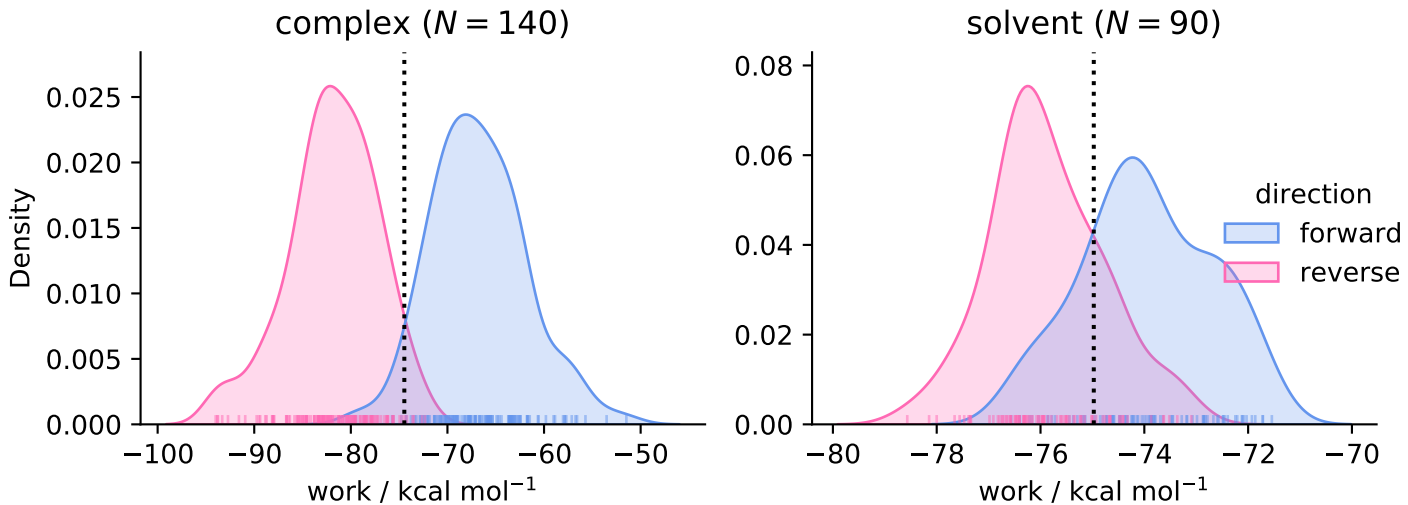 complex (N = 140)
Density
0.025
0.020
0.015
0.010
0.005
0.000
−100 −90 −80 −70 −60 −50
work / kcal mol⁻¹
solvent (N = 90)
0.08
0.06
0.04
0.02
0.00
−80 −78 −76 −74 −72 −70
work / kcal mol⁻¹
direction
forward
reverse